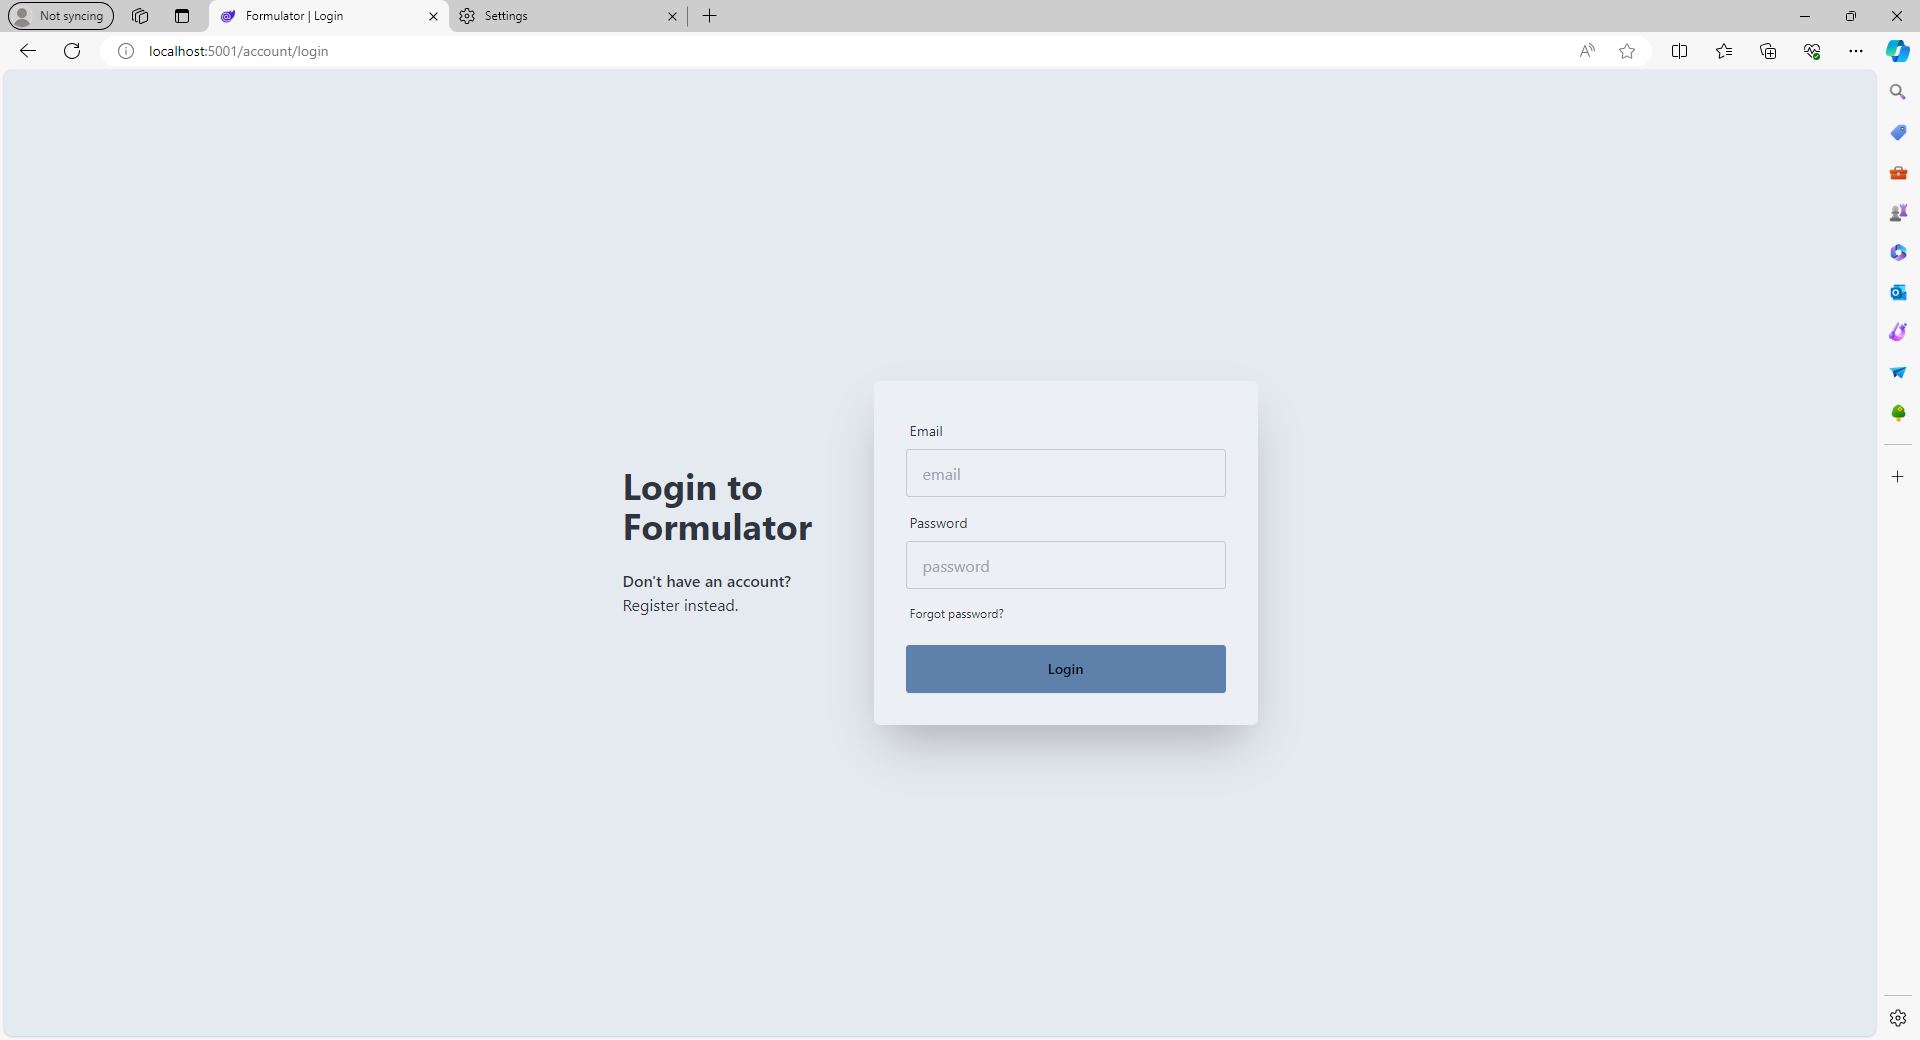 Not syncing
Formulator | Login
Settings
localhost:5001/account/login
Login to
Formulator
Don't have an account?
Register instead.
Email
email
Password
password
Forgot password?
Login